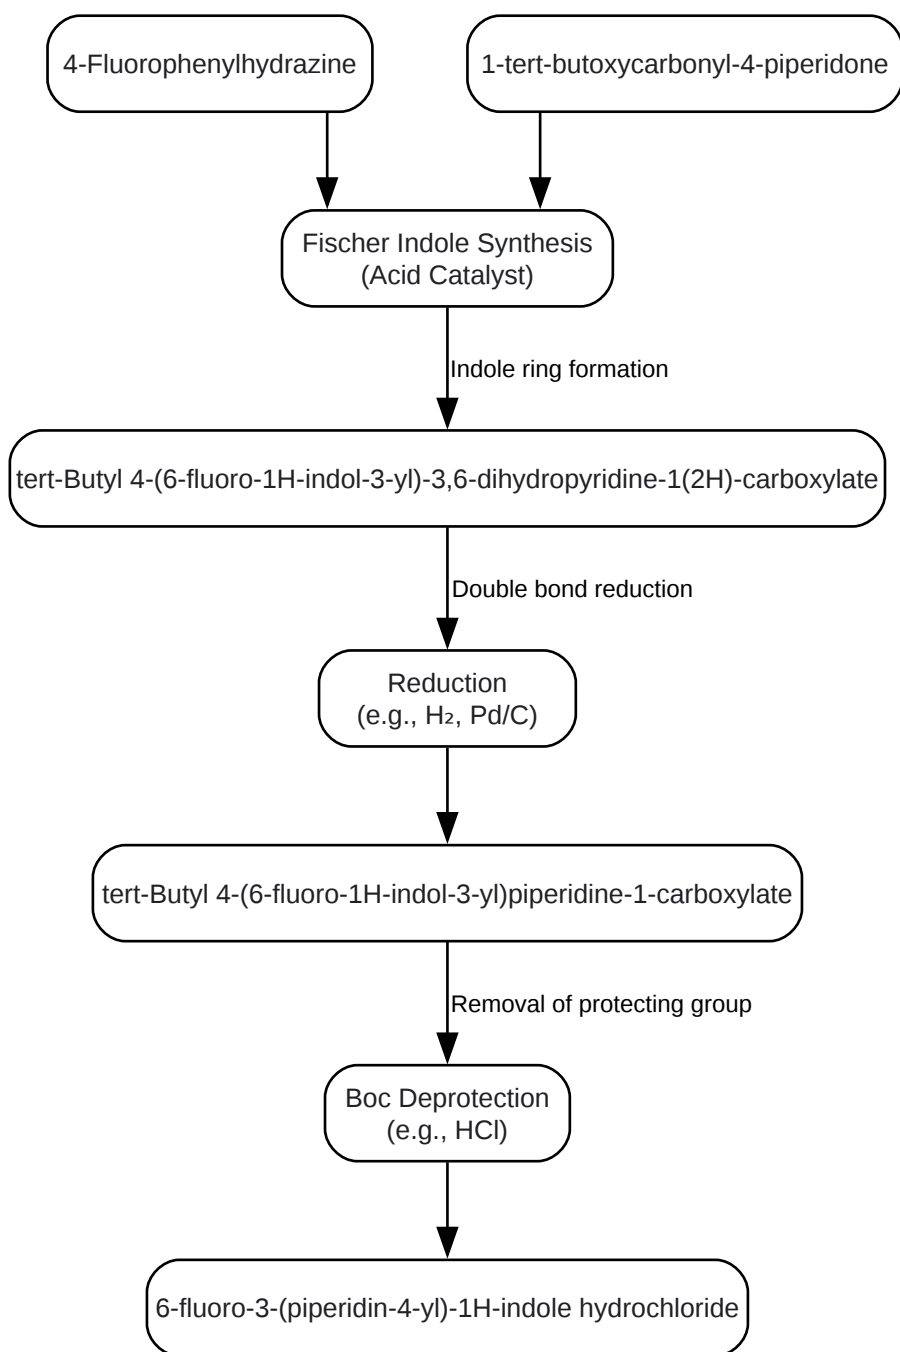 4-Fluorophenylhydrazine
1-tert-butoxycarbonyl-4-piperidone
Fischer Indole Synthesis
(Acid Catalyst)
Indole ring formation
tert-Butyl 4-(6-fluoro-1H-indol-3-yl)-3,6-dihydropyridine-1(2H)-carboxylate
Double bond reduction
Reduction
(e.g., H₂, Pd/C)
tert-Butyl 4-(6-fluoro-1H-indol-3-yl)piperidine-1-carboxylate
Removal of protecting group
Boc Deprotection
(e.g., HCl)
6-fluoro-3-(piperidin-4-yl)-1H-indole hydrochloride